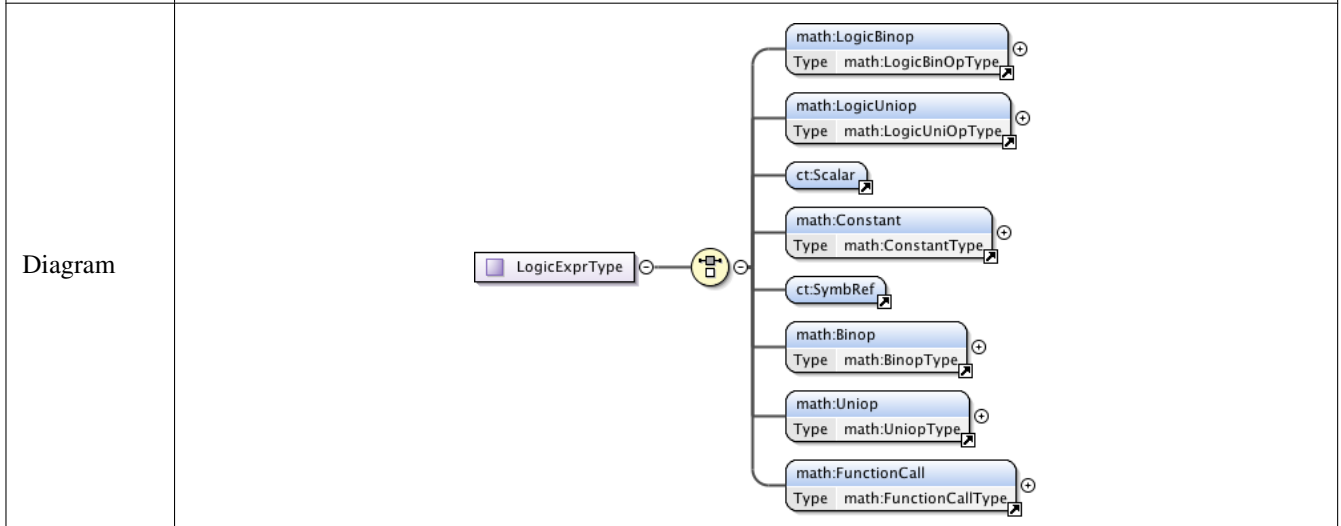 Diagram
LogicExprType
math:LogicBinop
Type math:LogicBinOpType
math:LogicUniop
Type math:LogicUniOpType
ct:Scalar
math:Constant
Type math:ConstantType
ct:SymbRef
math:Binop
Type math:BinopType
math:Uniop
Type math:UniopType
math:FunctionCall
Type math:FunctionCallType